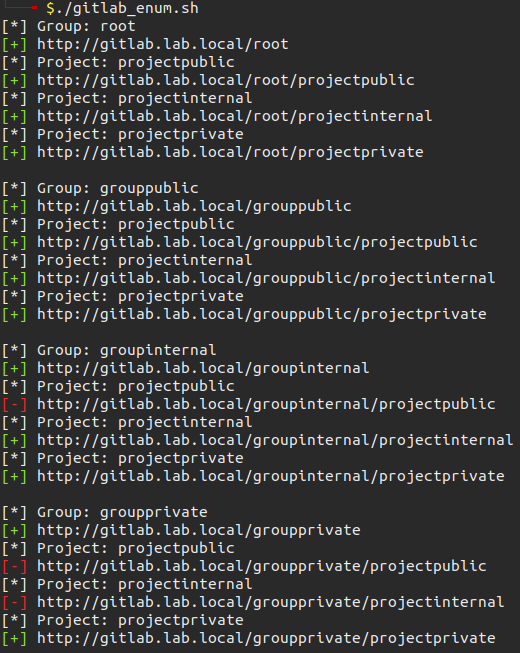 $./gitlab_enum.sh
[*] Group: root
[+] http://gitlab.lab.local/root
[*] Project: projectpublic
[+] http://gitlab.lab.local/root/projectpublic
[*] Project: projectinternal
[+] http://gitlab.lab.local/root/projectinternal
[*] Project: projectprivate
[+] http://gitlab.lab.local/root/projectprivate
[*] Group: grouppublic
[+] http://gitlab.lab.local/grouppublic
[*] Project: projectpublic
[+] http://gitlab.lab.local/grouppublic/projectpublic
[*] Project: projectinternal
[+] http://gitlab.lab.local/grouppublic/projectinternal
[*] Project: projectprivate
[+] http://gitlab.lab.local/grouppublic/projectprivate
[*] Group: groupinternal
[+] http://gitlab.lab.local/groupinternal
[*] Project: projectpublic
[-] http://gitlab.lab.local/groupinternal/projectpublic
[*] Project: projectinternal
[+] http://gitlab.lab.local/groupinternal/projectinternal
[*] Project: projectprivate
[+] http://gitlab.lab.local/groupinternal/projectprivate
[*] Group: groupprivate
[+] http://gitlab.lab.local/groupprivate
[*] Project: projectpublic
[-] http://gitlab.lab.local/groupprivate/projectpublic
[*] Project: projectinternal
[-] http://gitlab.lab.local/groupprivate/projectinternal
[*] Project: projectprivate
[+] http://gitlab.lab.local/groupprivate/projectprivate